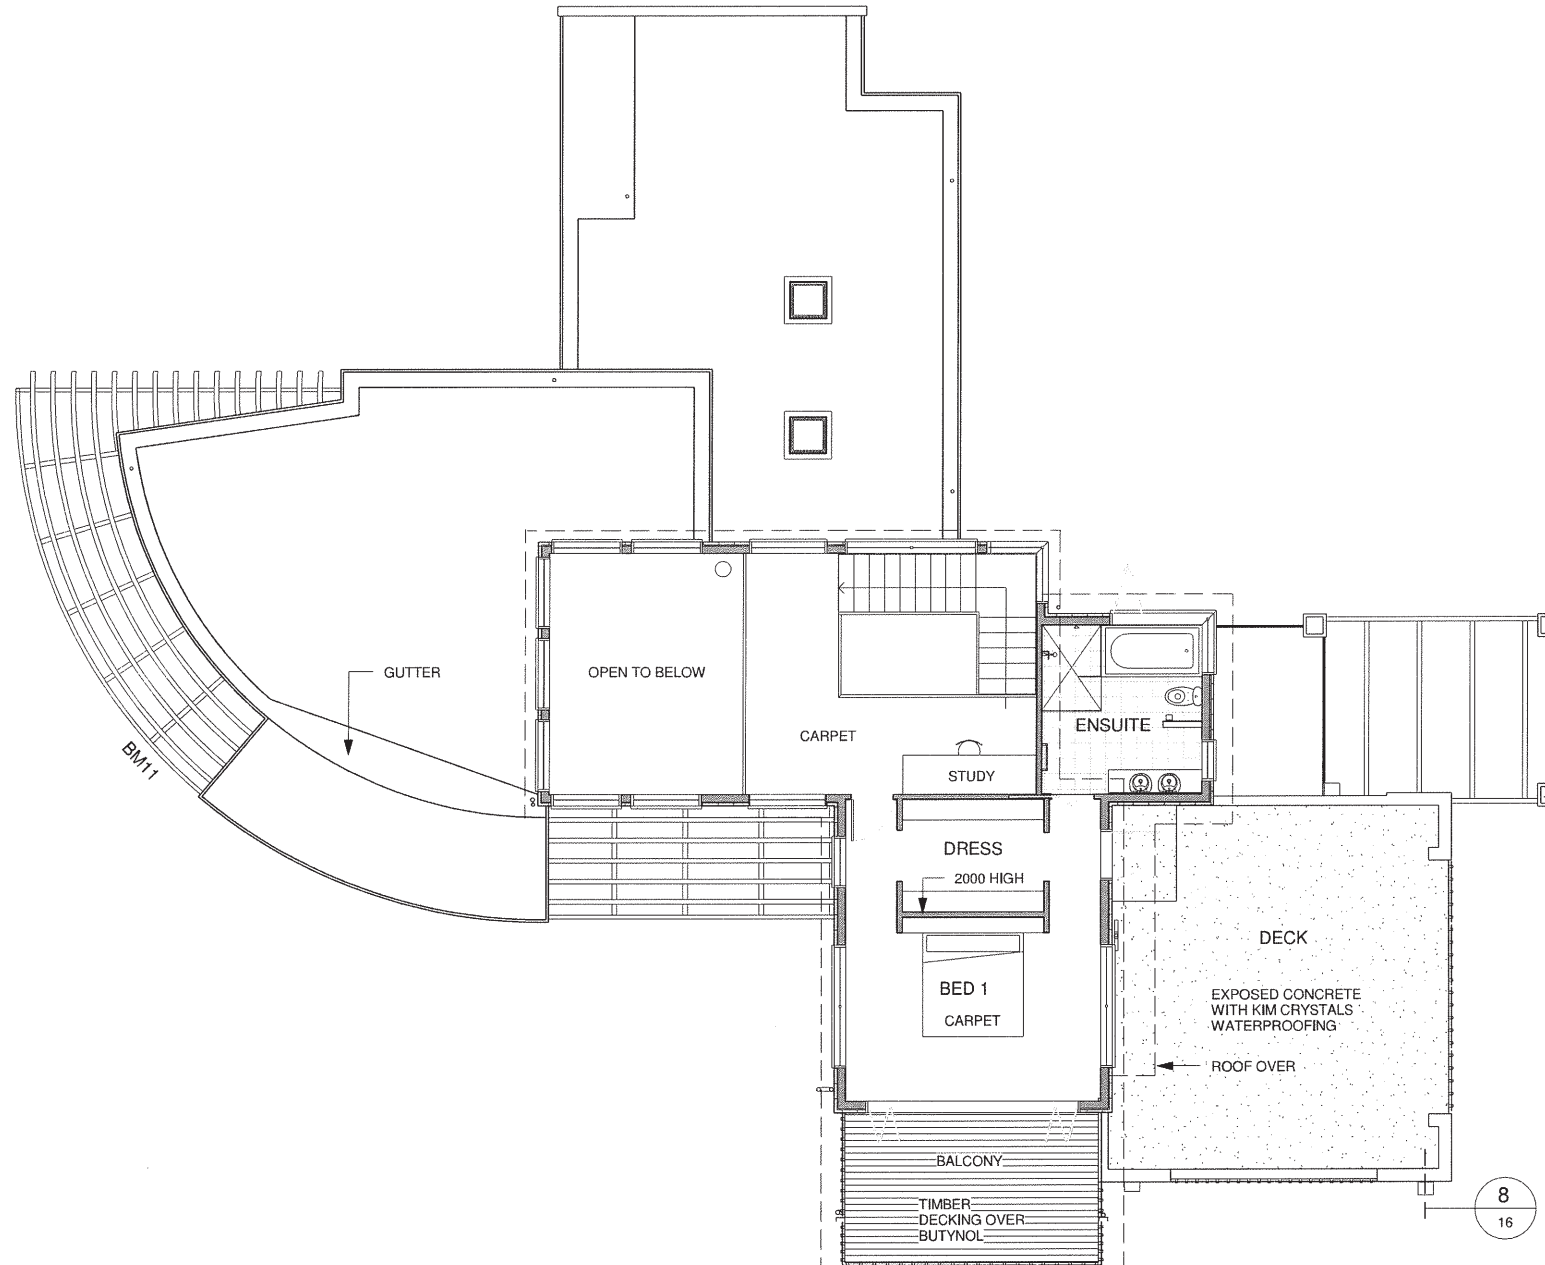 GUTTER
OPEN TO BELOW
CARPET
ENSUITE
STUDY
BM11
DRESS
2000 HIGH
DECK
BED 1
CARPET
EXPOSED CONCRETE
WITH KIM CRYSTALS
WATERPROOFING
ROOF OVER
BALCONY
TIMBER
DECKING OVER
BUTYNOL
8
16